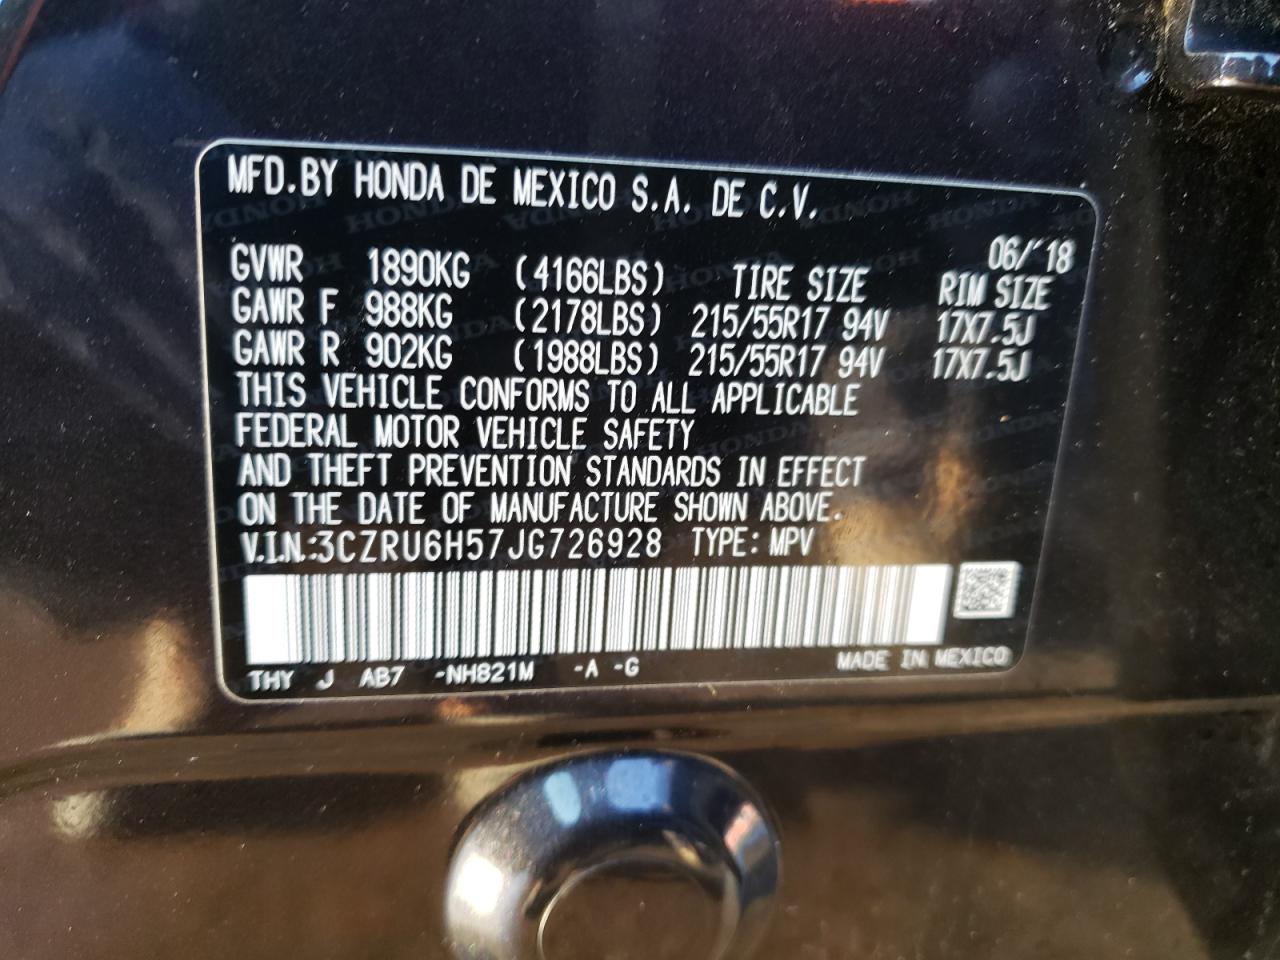 MFD.BY HONDA DE MEXICO S.A. DE C.V.
06/'18
GVWR 1890KG (4166LBS) TIRE SIZE RIM SIZE
GAWR F 988KG (2178LBS) 215/55R17 94V 17X7.5J
GAWR R 902KG (1988LBS) 215/55R17 94V 17X7.5J
THIS VEHICLE CONFORMS TO ALL APPLICABLE
FEDERAL MOTOR VEHICLE SAFETY
AND THEFT PREVENTION STANDARDS IN EFFECT
ON THE DATE OF MANUFACTURE SHOWN ABOVE.
V.I.N.:3CZRU6H57JG726928 TYPE: MPV
THY J AB7 -NH821M -A -G MADE IN MEXICO